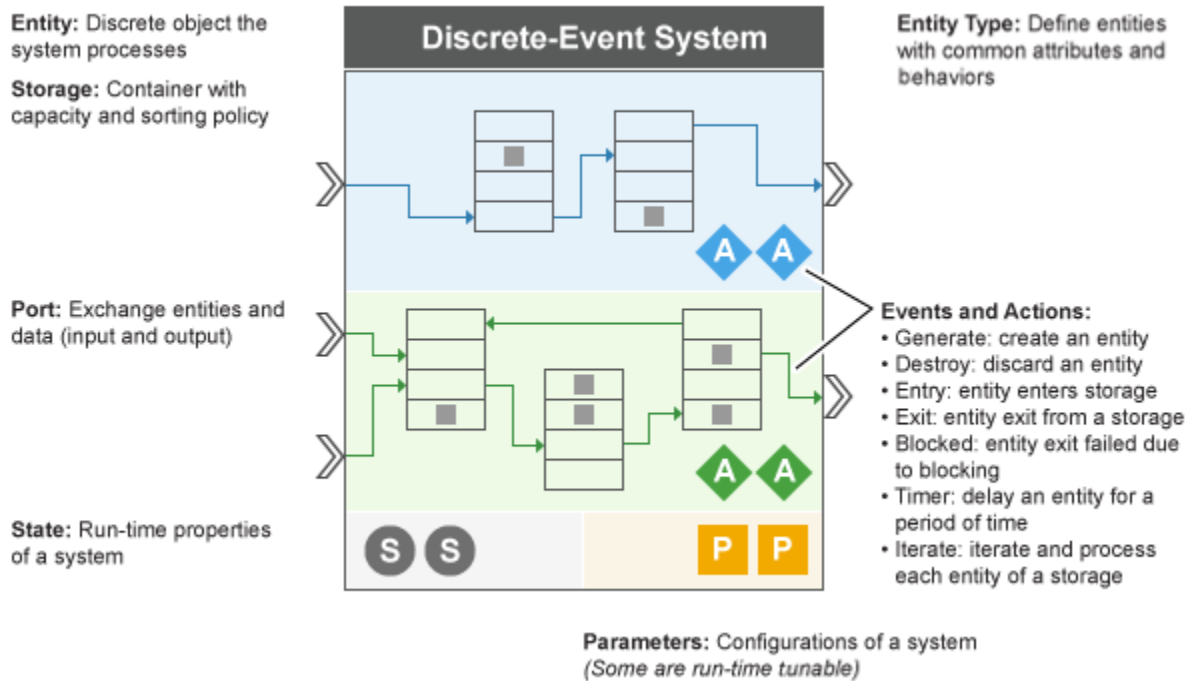 Discrete-Event System
Entity: Discrete object the
system processes
Storage: Container with
capacity and sorting policy
Entity Type: Define entities
with common attributes and
behaviors
A A
Port: Exchange entities and
data (input and output)
Events and Actions:
• Generate: create an entity
• Destroy: discard an entity
• Entry: entity enters storage
• Exit: entity exit from a storage
• Blocked: entity exit failed due
to blocking
• Timer: delay an entity for a
period of time
• Iterate: iterate and process
each entity of a storage
A A
State: Run-time properties
of a system
S S
P P
Parameters: Configurations of a system
(Some are run-time tunable)